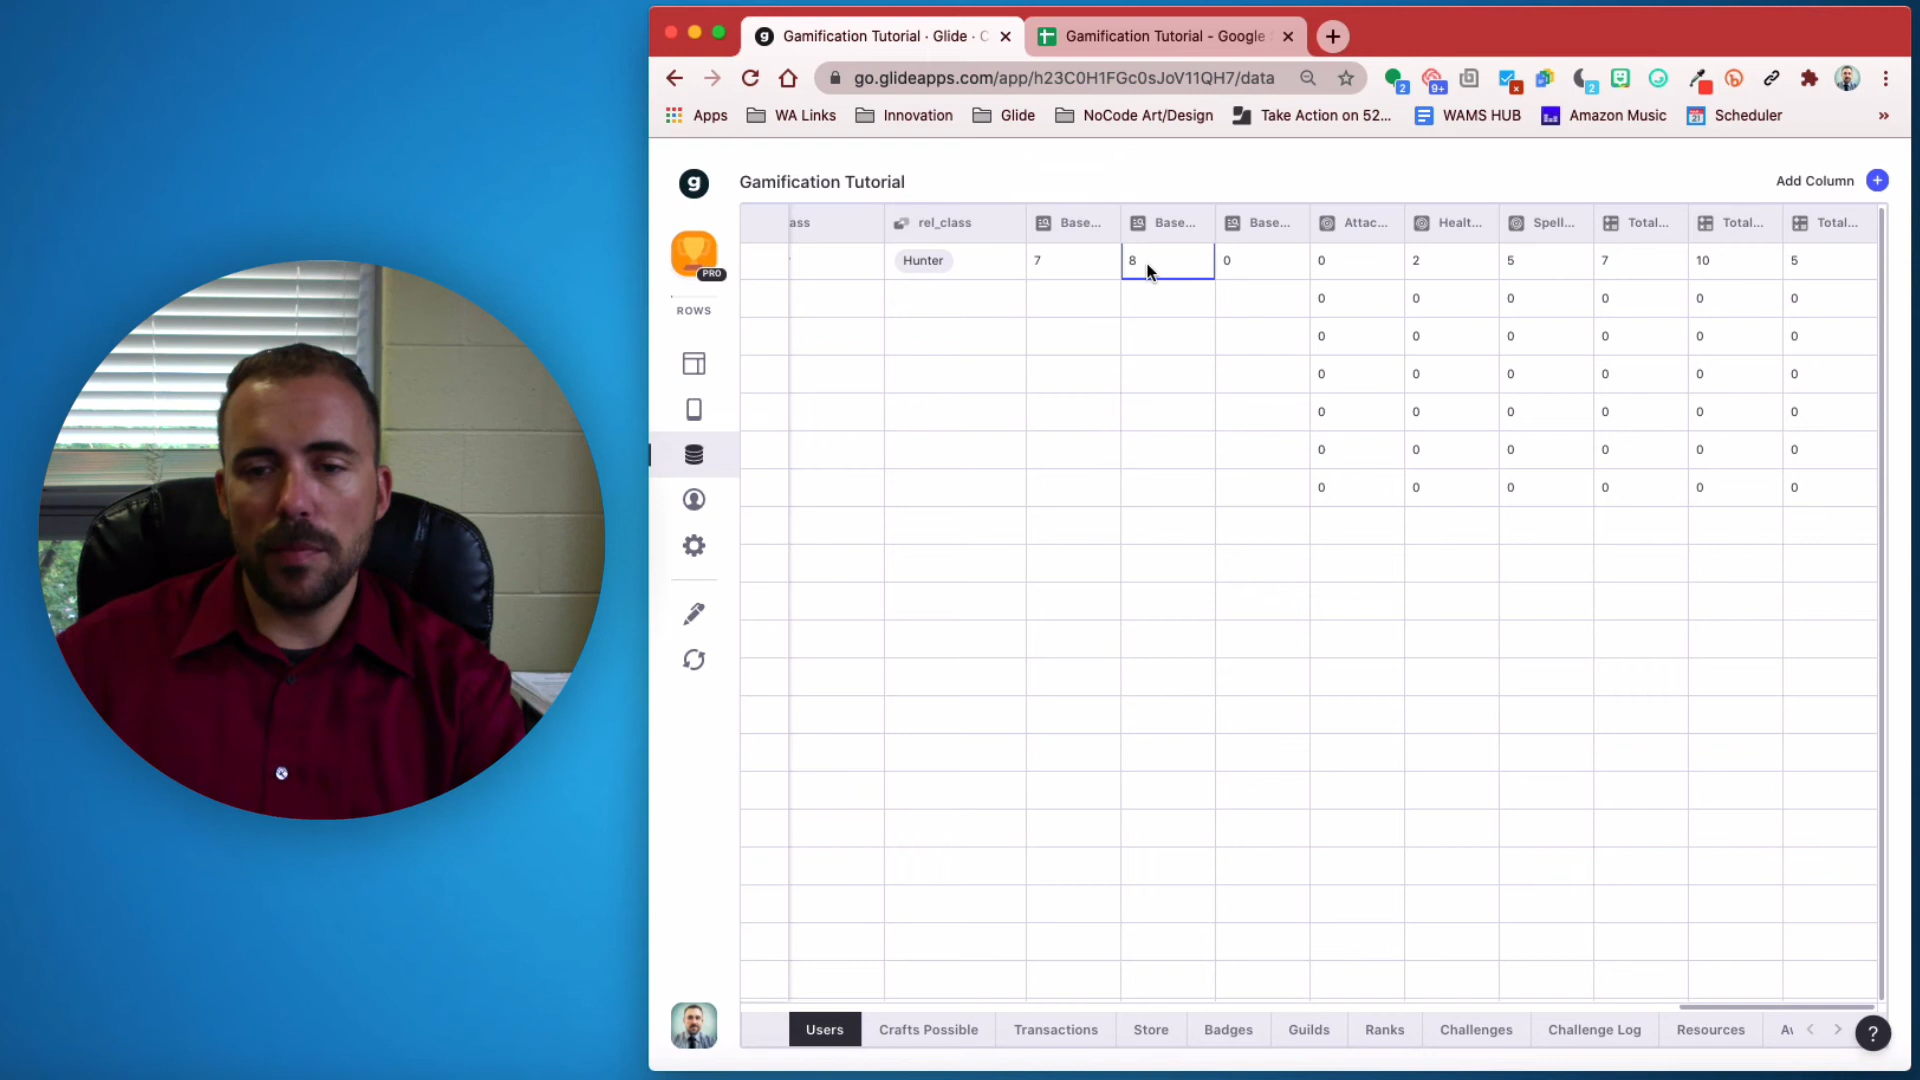 Gamification Tutorial · Glide · C
Gamification Tutorial - Google
go.glideapps.com/app/h23C0H1FGc0sJoV11QH7/data
2
9+
2
Apps
WA Links
Innovation
Glide
NoCode Art/Design
Take Action on 52...
WAMS HUB
Amazon Music
Scheduler
»
g
Gamification Tutorial
Add Column
PRO
ROWS
ass
rel_class
Base...
Base...
Base...
Attac...
Healt...
Spell...
Total...
Total...
Total...
Hunter 7 8 0 0 2 5 7 10 5
0 0 0 0 0 0
0 0 0 0 0 0
0 0 0 0 0 0
0 0 0 0 0 0
0 0 0 0 0 0
0 0 0 0 0 0
Users
Crafts Possible
Transactions
Store
Badges
Guilds
Ranks
Challenges
Challenge Log
Resources
?